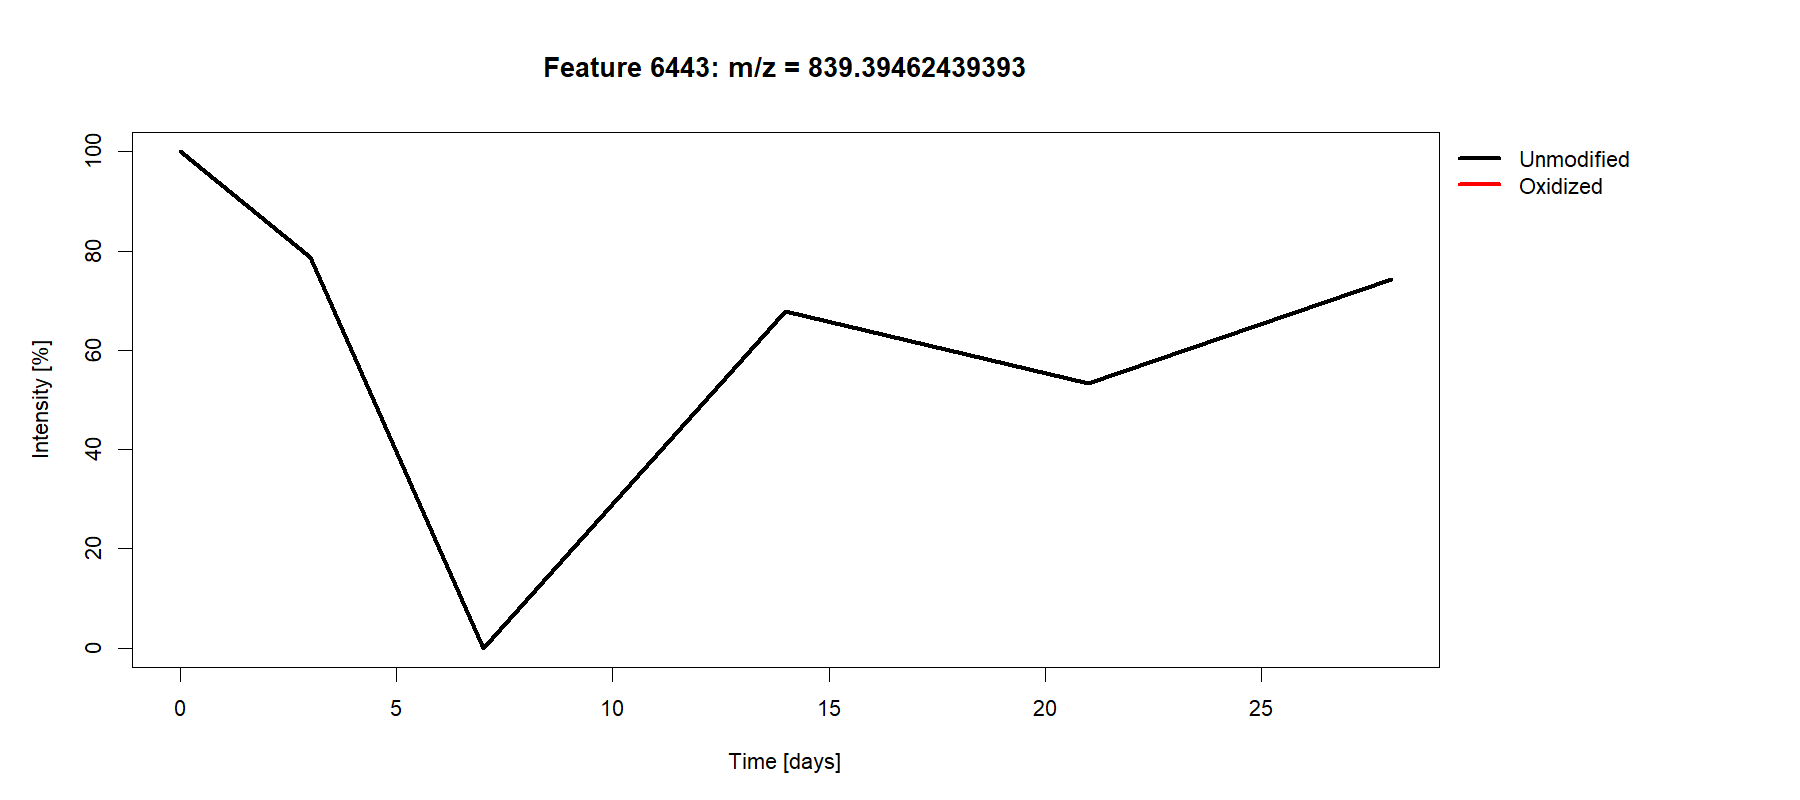 Feature 6443: m/z = 839.39462439393
Unmodified
Oxidized
Intensity [%]
100
80
60
40
20
0
0 5 10 15 20 25
Time [days]